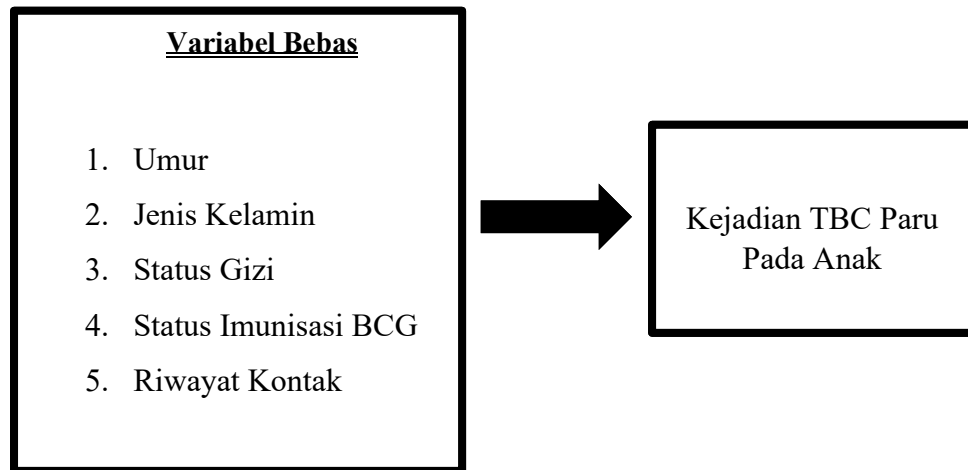 Variabel Bebas
1. Umur
2. Jenis Kelamin
3. Status Gizi
4. Status Imunisasi BCG
5. Riwayat Kontak
Kejadian TBC Paru
Pada Anak